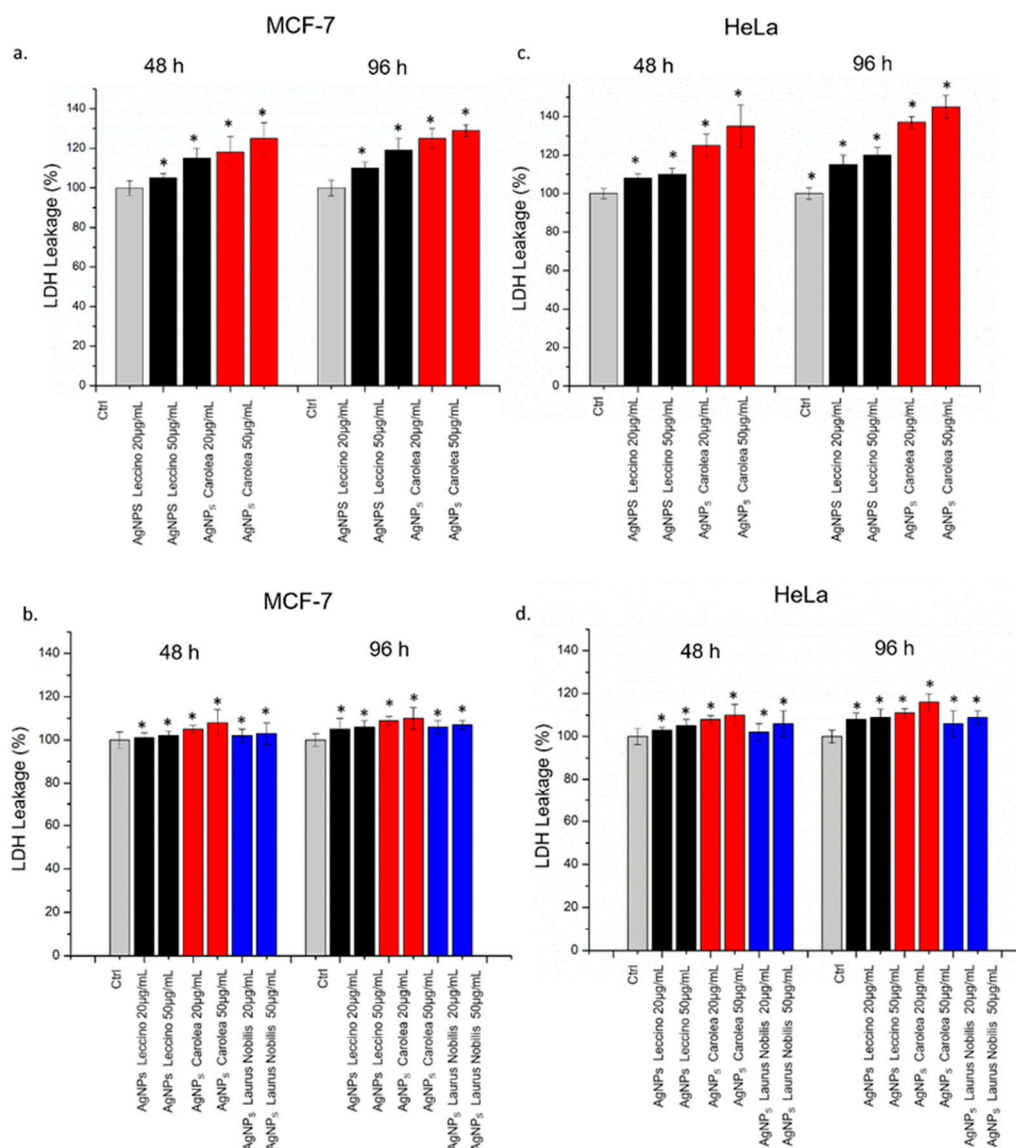 MCF-7
a.
48 h
96 h
LDH Leakage (%)
140
120
100
80
60
40
20
0
* * * *
* * * *
Ctrl
AgNPS Leccino 20µg/mL
AgNPS Leccino 50µg/mL
AgNPs Carolea 20µg/mL
AgNPs Carolea 50µg/mL
Ctrl
AgNPS Leccino 20µg/mL
AgNPS Leccino 50µg/mL
AgNPs Carolea 20µg/mL
AgNPs Carolea 50µg/mL
HeLa
c.
48 h
96 h
LDH Leakage (%)
140
120
100
80
60
40
20
0
* * * *
* * * * *
Ctrl
AgNPS Leccino 20µg/mL
AgNPS Leccino 50µg/mL
AgNPs Carolea 20µg/mL
AgNPs Carolea 50µg/mL
Ctrl
AgNPS Leccino 20µg/mL
AgNPS Leccino 50µg/mL
AgNPs Carolea 20µg/mL
AgNPs Carolea 50µg/mL
MCF-7
b.
48 h
96 h
LDH Leakage (%)
140
120
100
80
60
40
20
0
* * * * * *
* * * * * *
Ctrl
AgNPs Leccino 20µg/mL
AgNPs Leccino 50µg/mL
AgNPs Carolea 20µg/mL
AgNPs Carolea 50µg/mL
AgNPs Laurus Nobilis 20µg/mL
AgNPs Laurus Nobilis 50µg/mL
Ctrl
AgNPs Leccino 20µg/mL
AgNPs Leccino 50µg/mL
AgNPs Carolea 20µg/mL
AgNPs Carolea 50µg/mL
AgNPs Laurus Nobilis 20µg/mL
AgNPs Laurus Nobilis 50µg/mL
HeLa
d.
48 h
96 h
LDH Leakage (%)
140
120
100
80
60
40
20
0
* * * * * *
* * * * * *
Ctrl
AgNPs Leccino 20µg/mL
AgNPs Leccino 50µg/mL
AgNPs Carolea 20µg/mL
AgNPs Carolea 50µg/mL
AgNPs Laurus Nobilis 20µg/mL
AgNPs Laurus Nobilis 50µg/mL
Ctrl
AgNPs Leccino 20µg/mL
AgNPs Leccino 50µg/mL
AgNPs Carolea 20µg/mL
AgNPs Carolea 50µg/mL
AgNPs Laurus Nobilis 20µg/mL
AgNPs Laurus Nobilis 50µg/mL